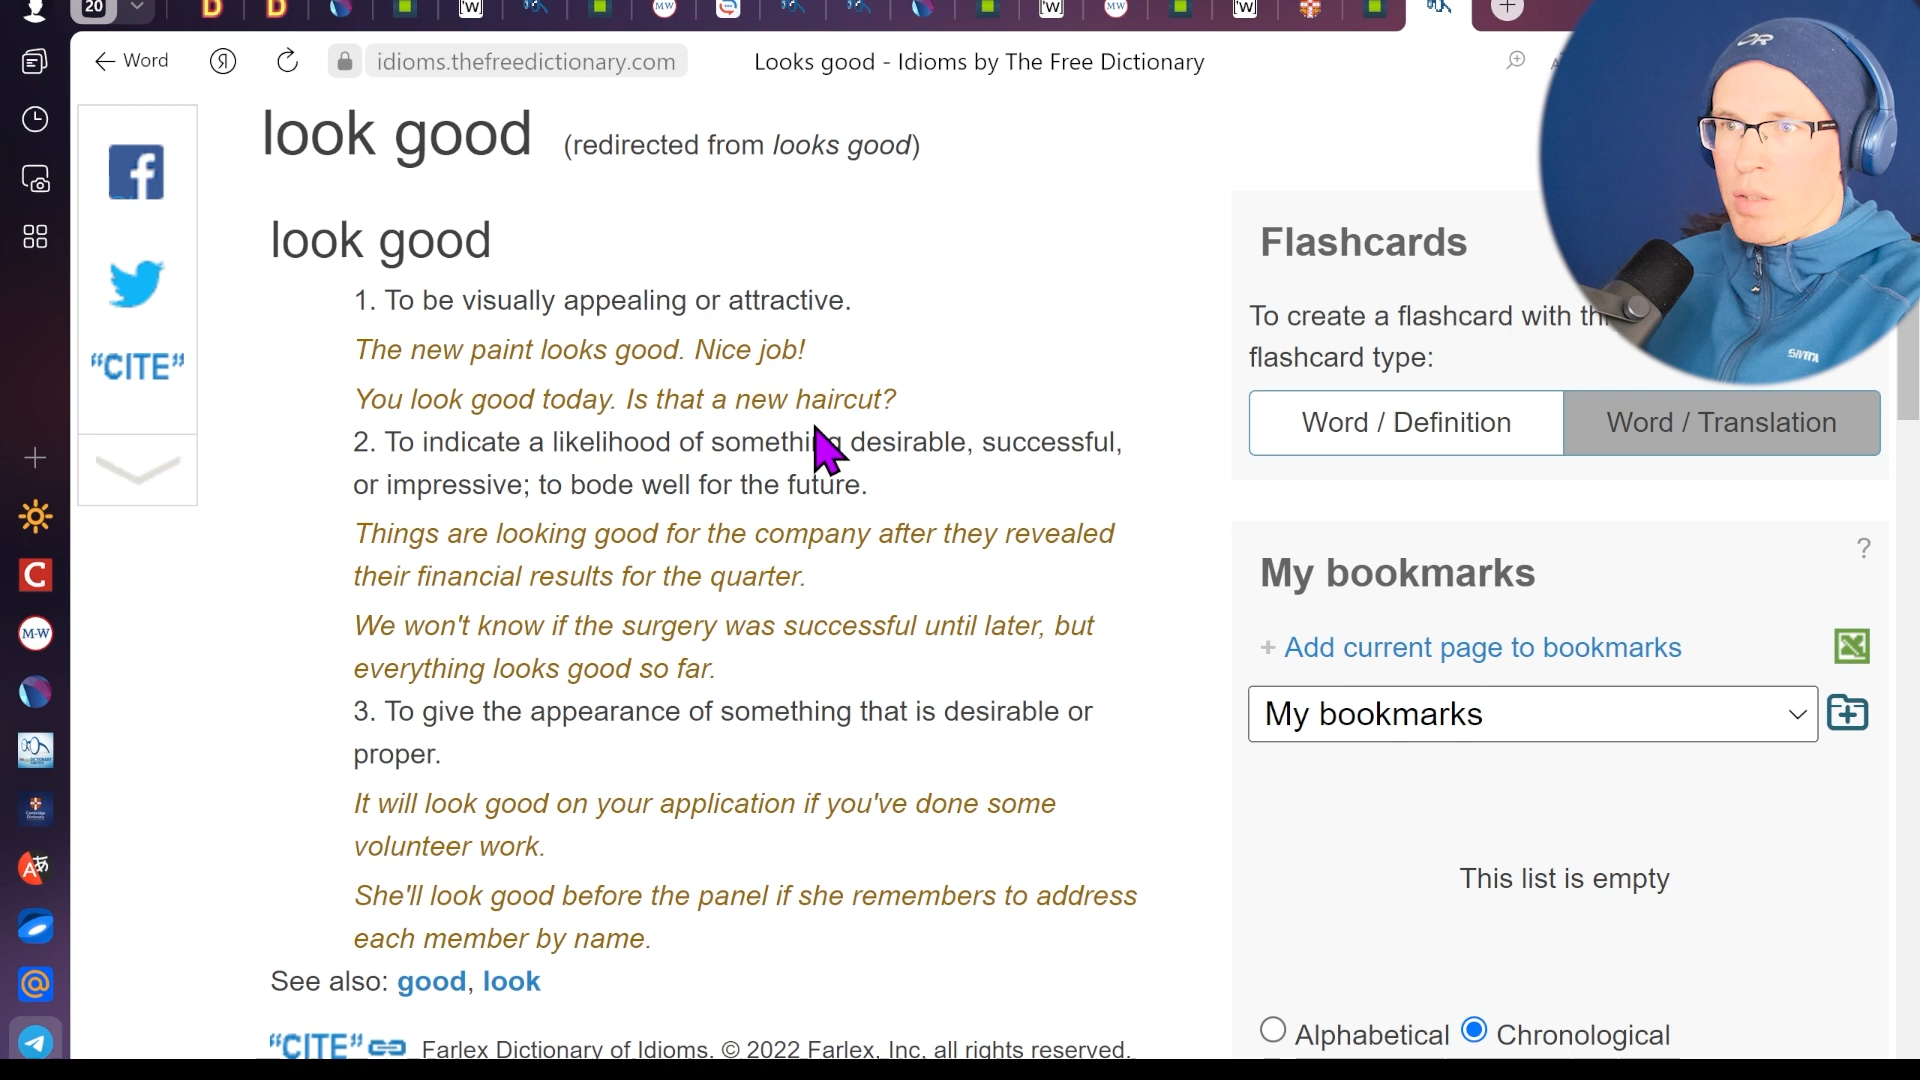 20
Word
idioms.thefreedictionary.com
Looks good - Idioms by The Free Dictionary
look good (redirected from looks good)
"CITE"
look good
1. To be visually appealing or attractive.
The new paint looks good. Nice job!
You look good today. Is that a new haircut?
2. To indicate a likelihood of something desirable, successful,
or impressive; to bode well for the future.
Things are looking good for the company after they revealed
their financial results for the quarter.
We won't know if the surgery was successful until later, but
everything looks good so far.
3. To give the appearance of something that is desirable or
proper.
It will look good on your application if you've done some
volunteer work.
She'll look good before the panel if she remembers to address
each member by name.
See also: good, look
"CITE" Farlex Dictionary of Idioms. © 2022 Farlex, Inc, all rights reserved.
Flashcards
To create a flashcard with
flashcard type:
Word / Definition
Word / Translation
?
My bookmarks
+ Add current page to bookmarks
My bookmarks
This list is empty
Alphabetical
Chronological
OR
C
M-W
MW